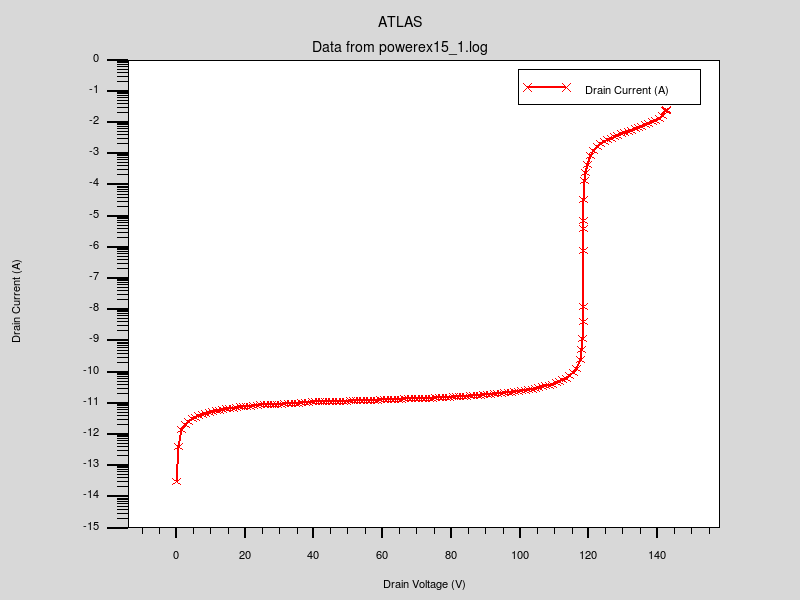 ATLAS
Data from powerex15_1.log
Drain Current (A)
0
-1
-2
-3
-4
-5
-6
-7
-8
-9
-10
-11
-12
-13
-14
-15
Drain Current (A)
0 20 40 60 80 100 120 140
Drain Voltage (V)